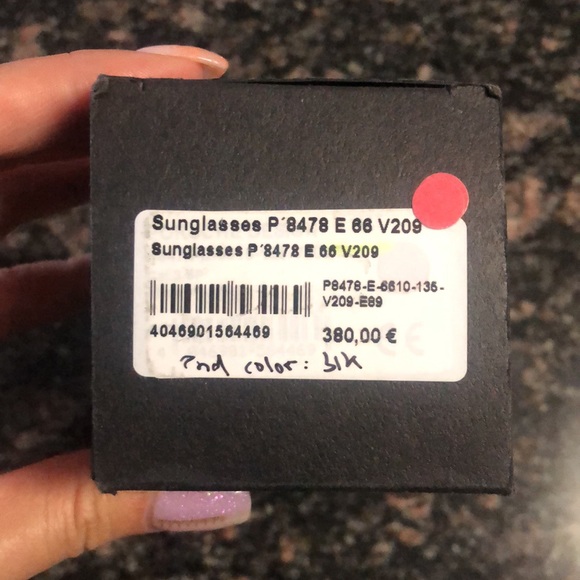 Sunglasses P´8478 E 66 V209
Sunglasses P´8478 E 66 V209
P8478-E-6610-135-
V209-E89
4046901564469
380,00 €
2nd color: blk